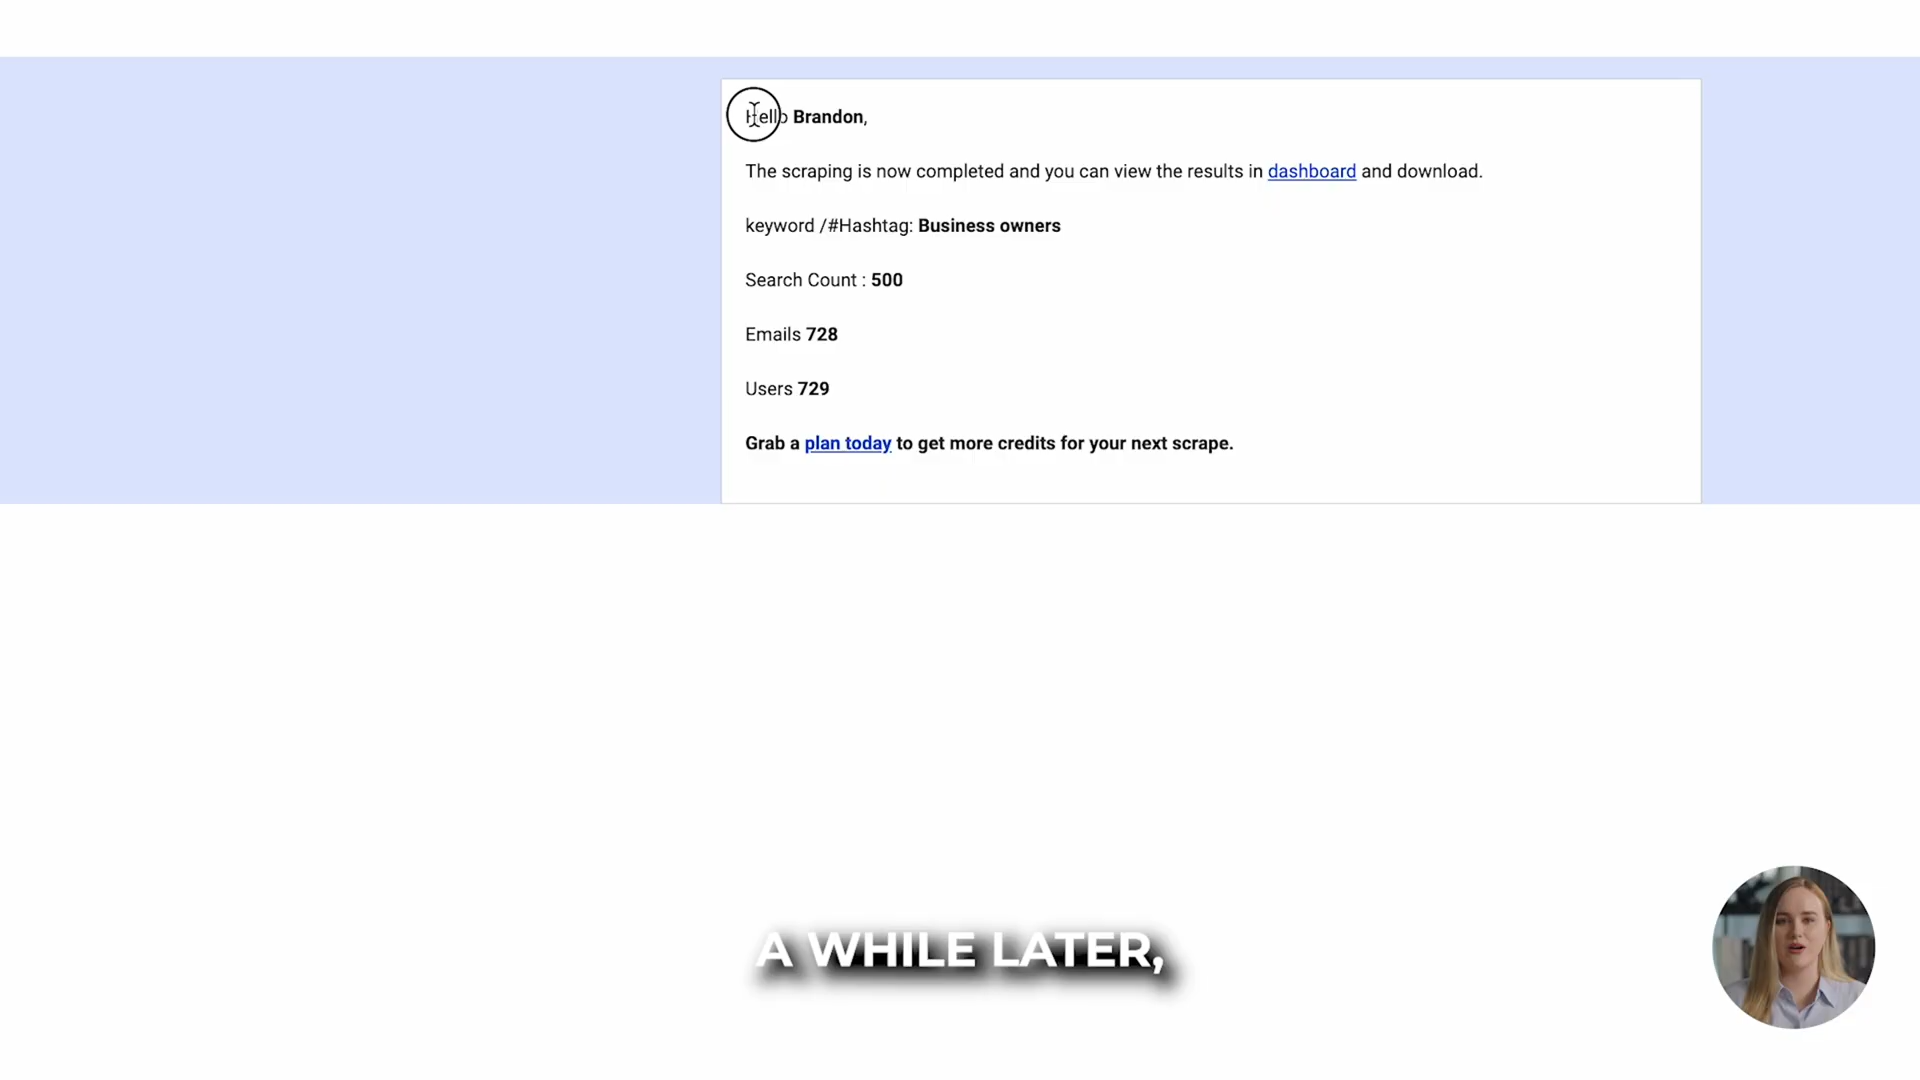 Hello Brandon,
The scraping is now completed and you can view the results in dashboard and download.
keyword /#Hashtag: Business owners
Search Count : 500
Emails 728
Users 729
Grab a plan today to get more credits for your next scrape.
A WHILE LATER,